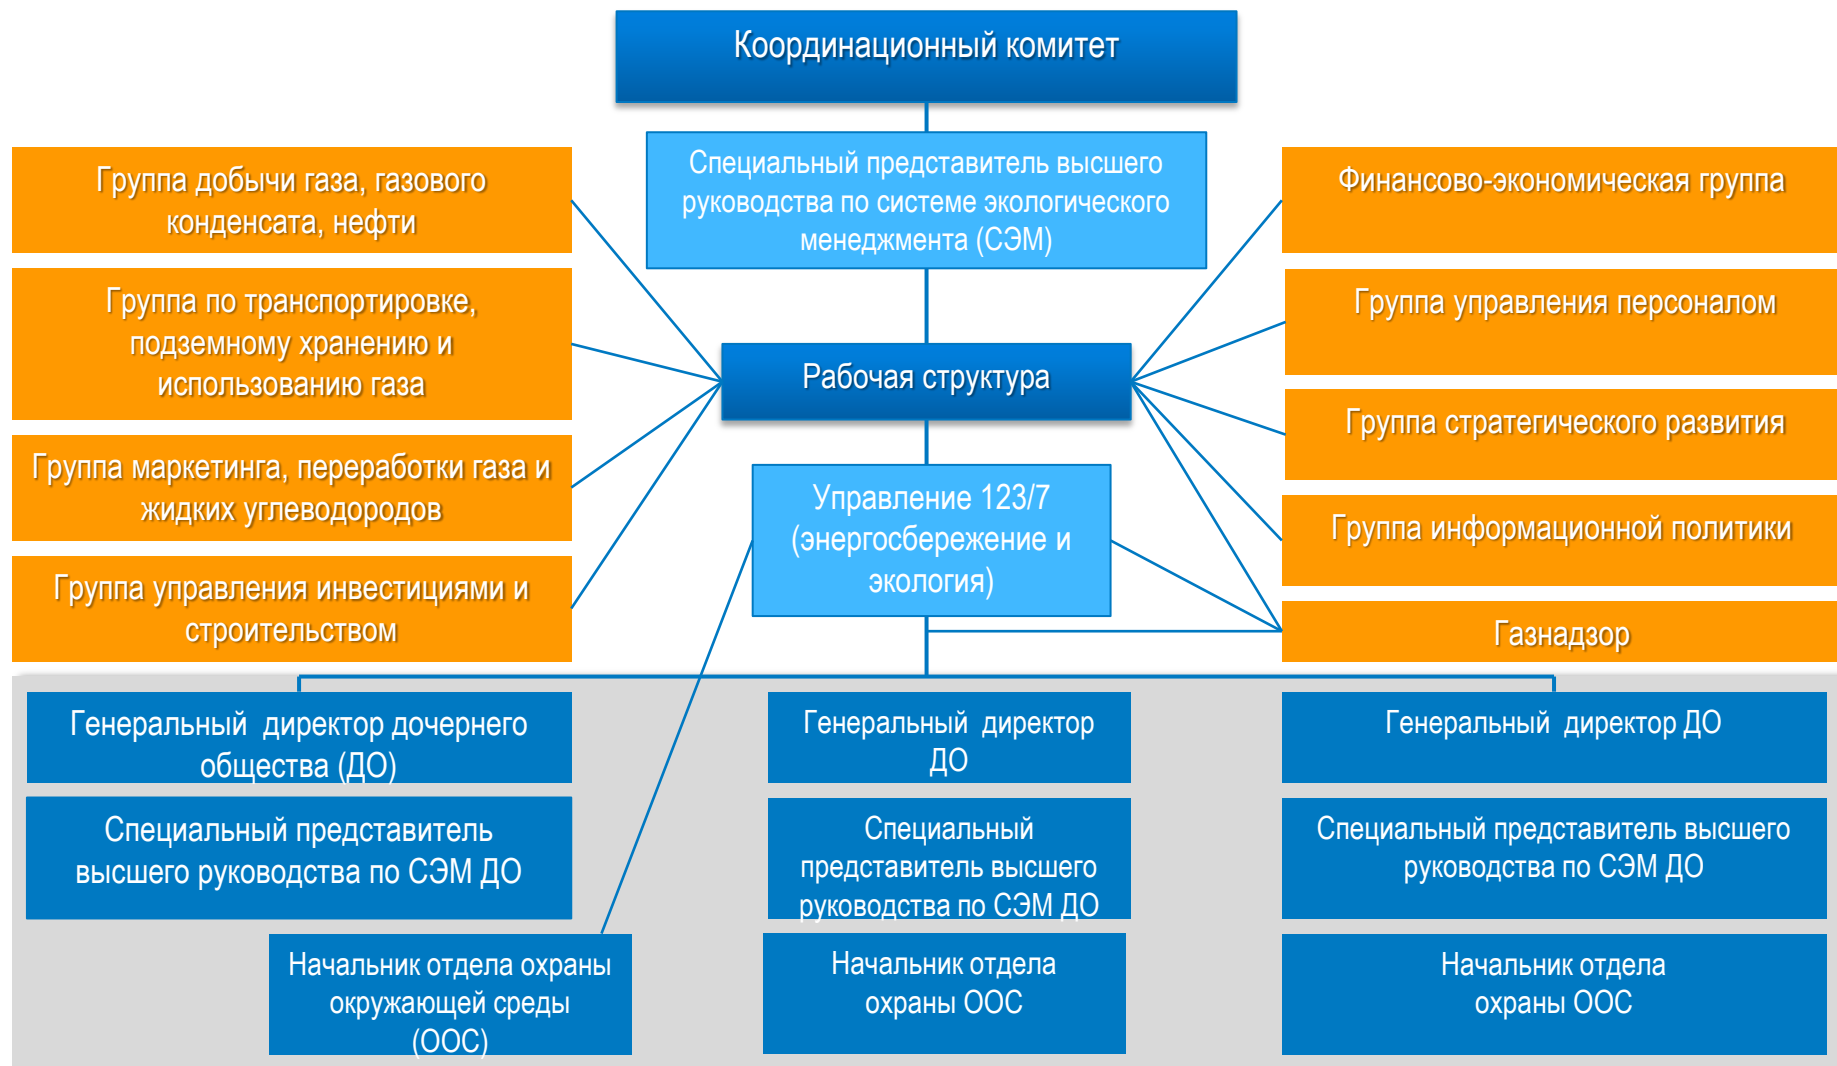 Координационный комитет
Специальный представитель высшего
руководства по системе экологического
менеджмента (СЭМ)
Группа добычи газа, газового
конденсата, нефти
Группа по транспортировке,
подземному хранению и
использованию газа
Группа маркетинга, переработки газа и
жидких углеводородов
Группа управления инвестициями и
строительством
Рабочая структура
Управление 123/7
(энергосбережение и
экология)
Финансово-экономическая группа
Группа управления персоналом
Группа стратегического развития
Группа информационной политики
Газнадзор
Генеральный директор дочернего
общества (ДО)
Специальный представитель
высшего руководства по СЭМ ДО
Начальник отдела охраны
окружающей среды
(ООС)
Генеральный директор
ДО
Специальный
представитель высшего
руководства по СЭМ ДО
Начальник отдела
охраны ООС
Генеральный директор ДО
Специальный представитель высшего
руководства по СЭМ ДО
Начальник отдела
охраны ООС